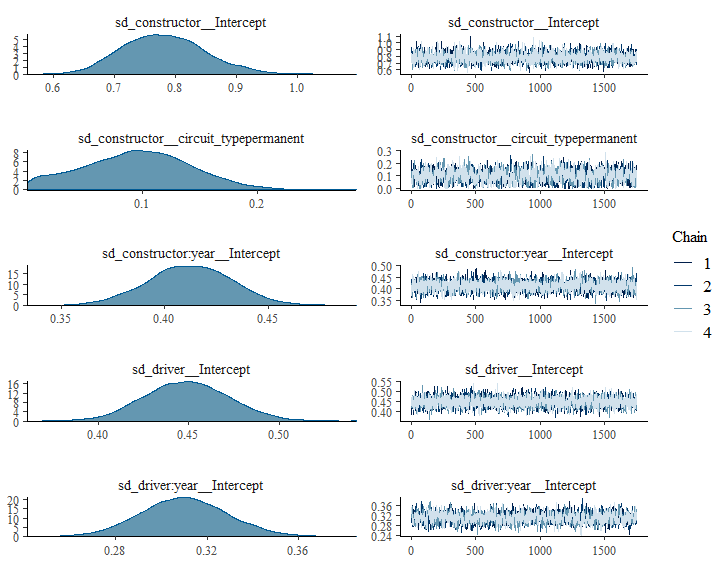 sd_constructor__Intercept
5
4
3
2
1
0
0.6 0.7 0.8 0.9 1.0
sd_constructor__Intercept
1.1
1.0
0.9
0.8
0.7
0.6
0 500 1000 1500
sd_constructor__circuit_typepermanent
8
6
4
2
0
0.1 0.2
sd_constructor__circuit_typepermanent
0.3
0.2
0.1
0.0
0 500 1000 1500
sd_constructor:year__Intercept
15
10
5
0
0.35 0.40 0.45
sd_constructor:year__Intercept
0.50
0.45
0.40
0.35
0 500 1000 1500
sd_driver__Intercept
16
12
8
4
0
0.40 0.45 0.50
sd_driver__Intercept
0.55
0.50
0.45
0.40
0 500 1000 1500
sd_driver:year__Intercept
20
15
10
5
0
0.28 0.32 0.36
sd_driver:year__Intercept
0.36
0.32
0.28
0.24
0 500 1000 1500
Chain
1
2
3
4